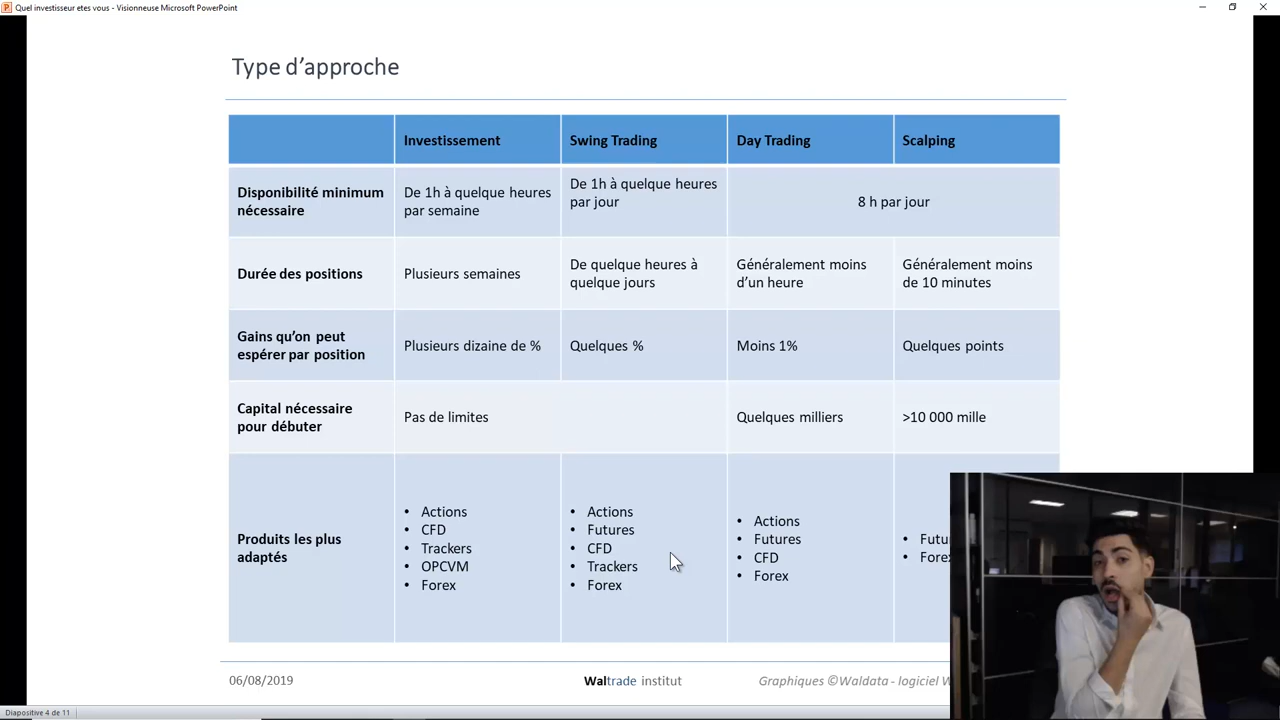 Quel investisseur etes vous - Visionneuse Microsoft PowerPoint
Type d’approche
Investissement
Swing Trading
Day Trading
Scalping
Disponibilité minimum
nécessaire
De 1h à quelque heures
par semaine
De 1h à quelque heures
par jour
8 h par jour
Durée des positions
Plusieurs semaines
De quelque heures à
quelque jours
Généralement moins
d’un heure
Généralement moins
de 10 minutes
Gains qu’on peut
espérer par position
Plusieurs dizaine de %
Quelques %
Moins 1%
Quelques points
Capital nécessaire
pour débuter
Pas de limites
Quelques milliers
>10 000 mille
Produits les plus
adaptés
• Actions
• CFD
• Trackers
• OPCVM
• Forex
• Actions
• Futures
• CFD
• Trackers
• Forex
• Actions
• Futures
• CFD
• Forex
•
•
06/08/2019
Waltrade institut
Graphiques ©Waldata - logiciel
Diapositive 4 de 11